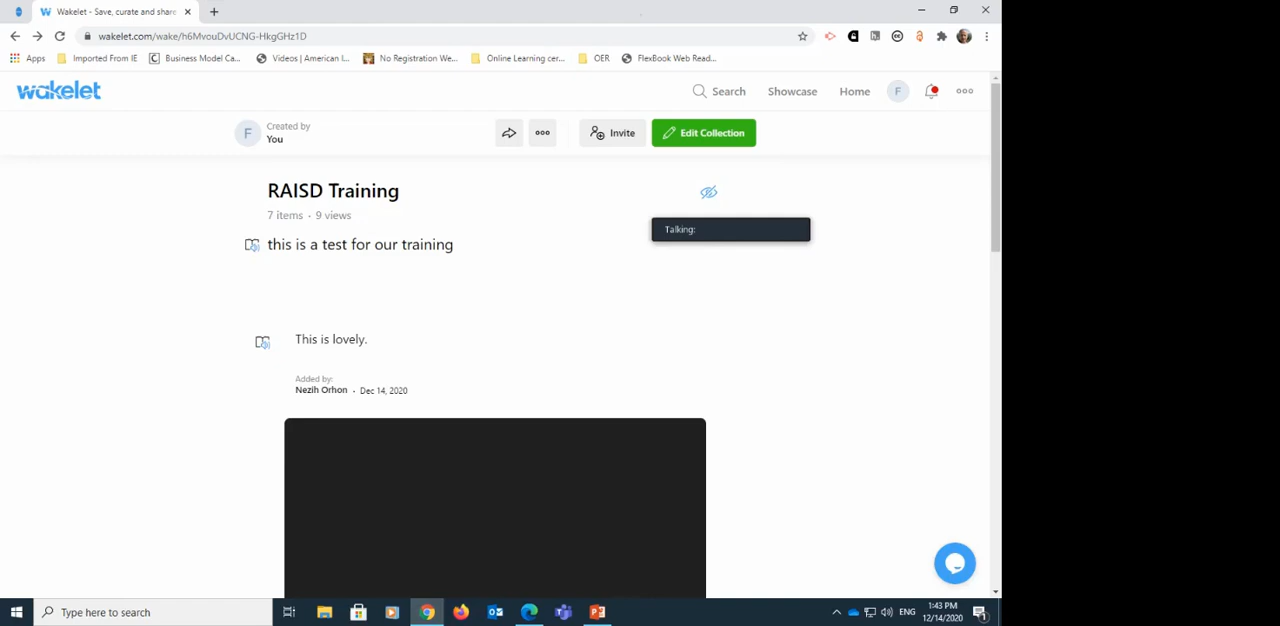 Wakelet - Save, curate and share
wakelet.com/wake/h6MvouDvUCNG-HkgGHz1D
Apps Imported From IE Business Model Ca... Videos | American I... No Registration We... Online Learning cer... OER FlexBook Web Read...
wakelet Search Showcase Home F
F Created by
You
Invite Edit Collection
RAISD Training
7 items · 9 views
Talking:
this is a test for our training
This is lovely.
Added by:
Nezih Orhon · Dec 14, 2020
Type here to search
ENG
1:43 PM
12/14/2020
1